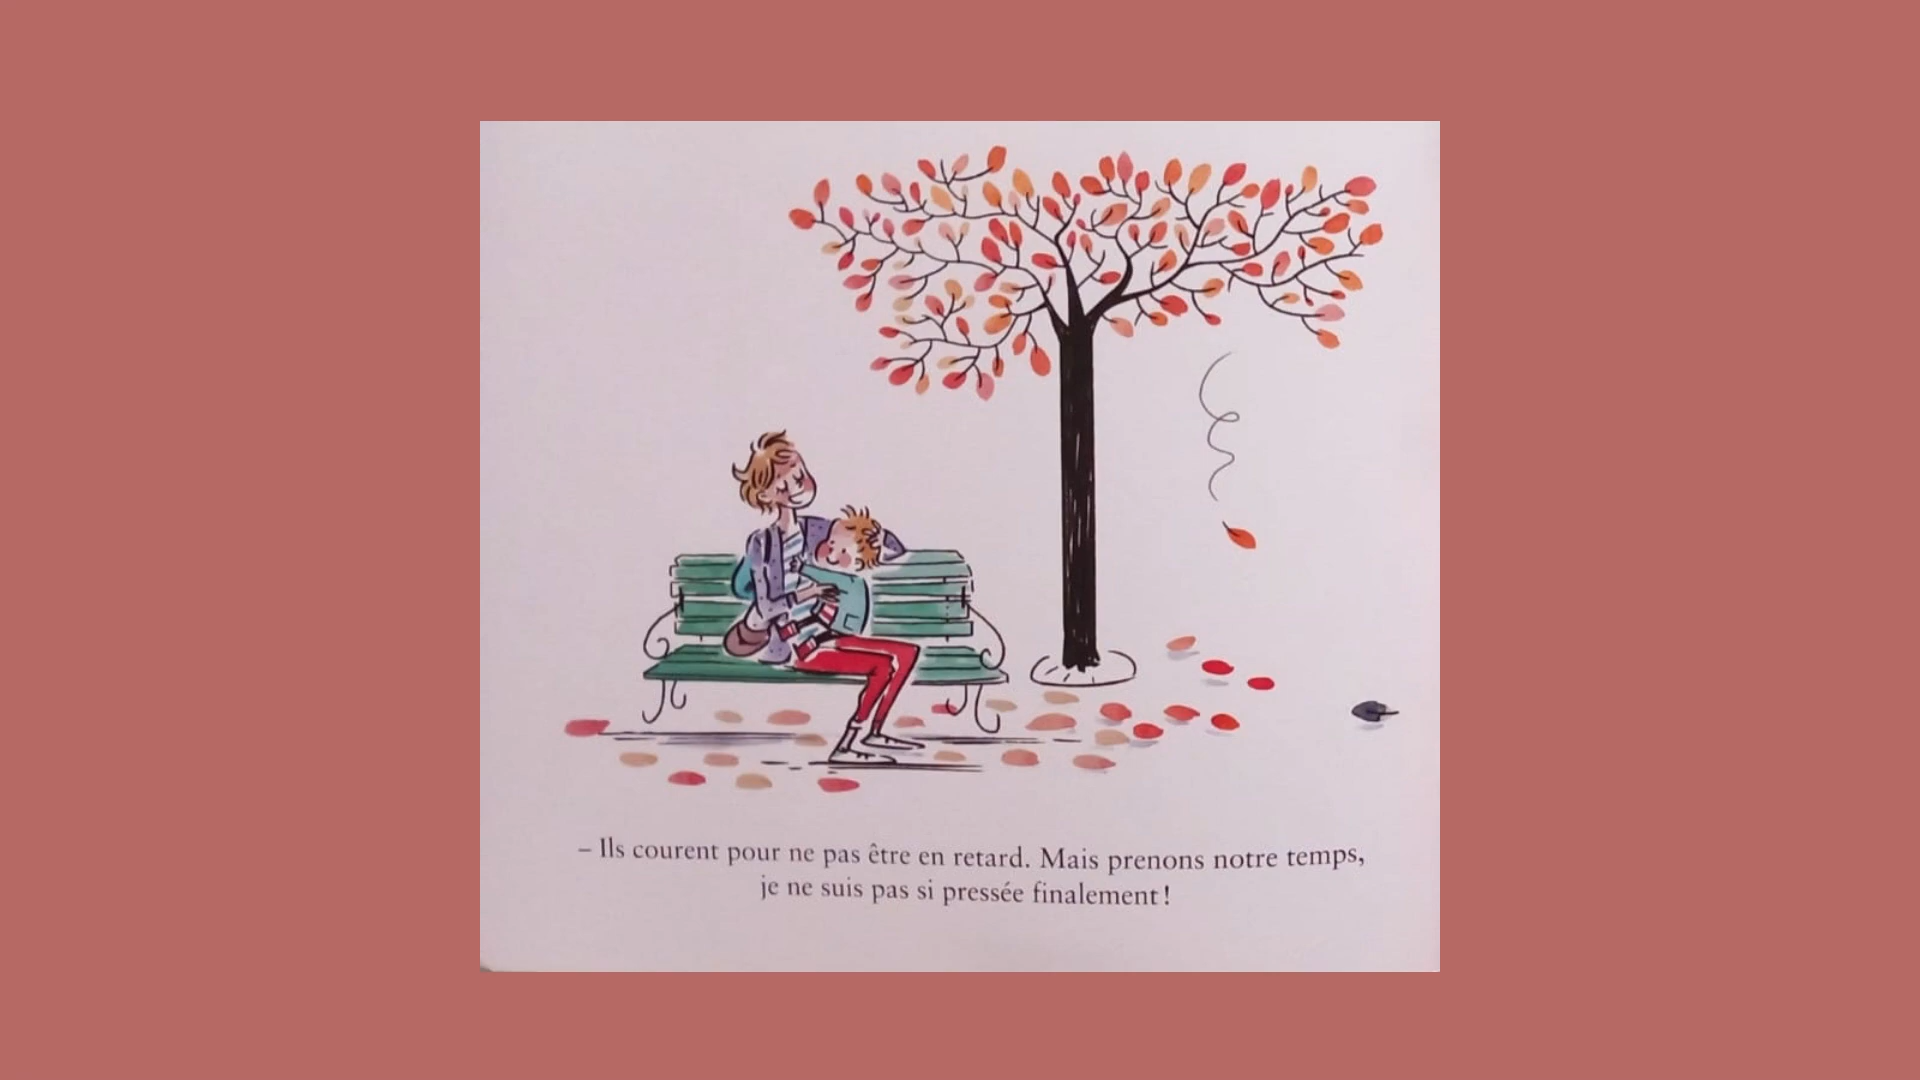 – Ils courent pour ne pas être en retard. Mais prenons notre temps,
je ne suis pas si pressée finalement !